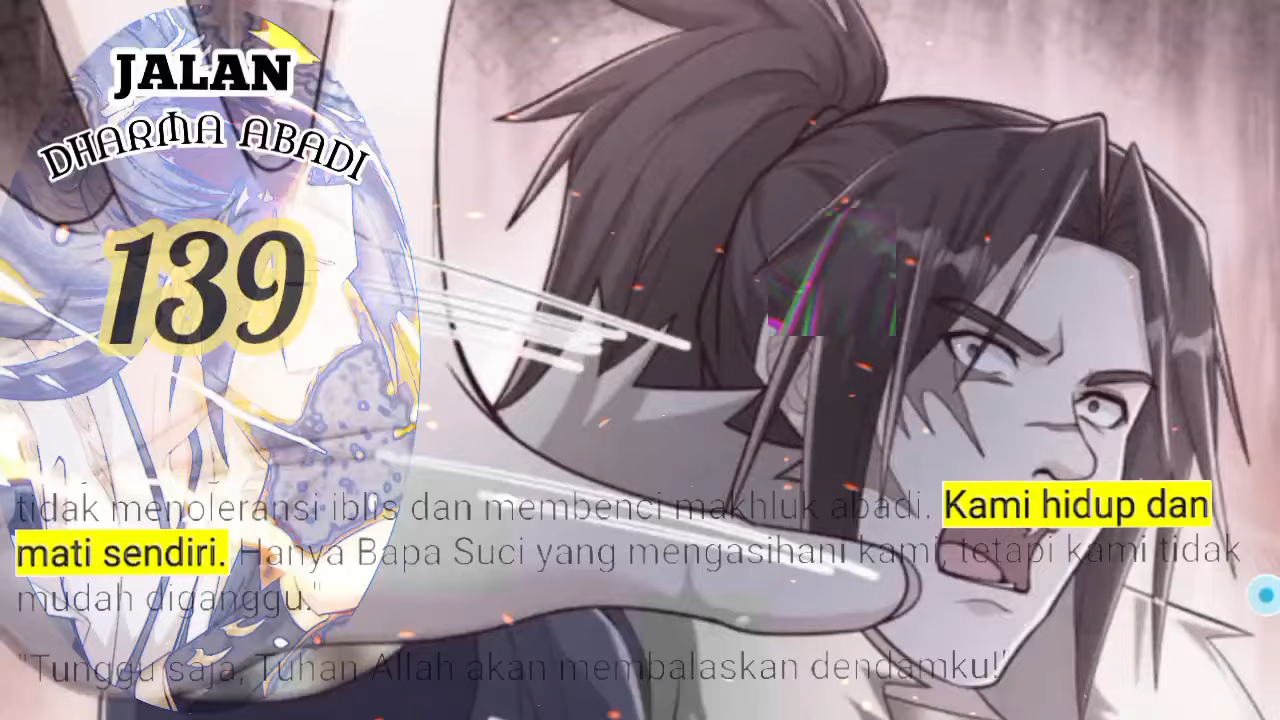 JALAN
DHARMA ABADI
139
tidak menoleransi iblis dan membenci makhluk abadi. Kami hidup dan
mati sendiri. Hanya Bapa Suci yang mengasihani kami, tetapi kami tidak
mudah diganggu."
"Tunggu saja, Tuhan Allah akan membalaskan dendamku!"